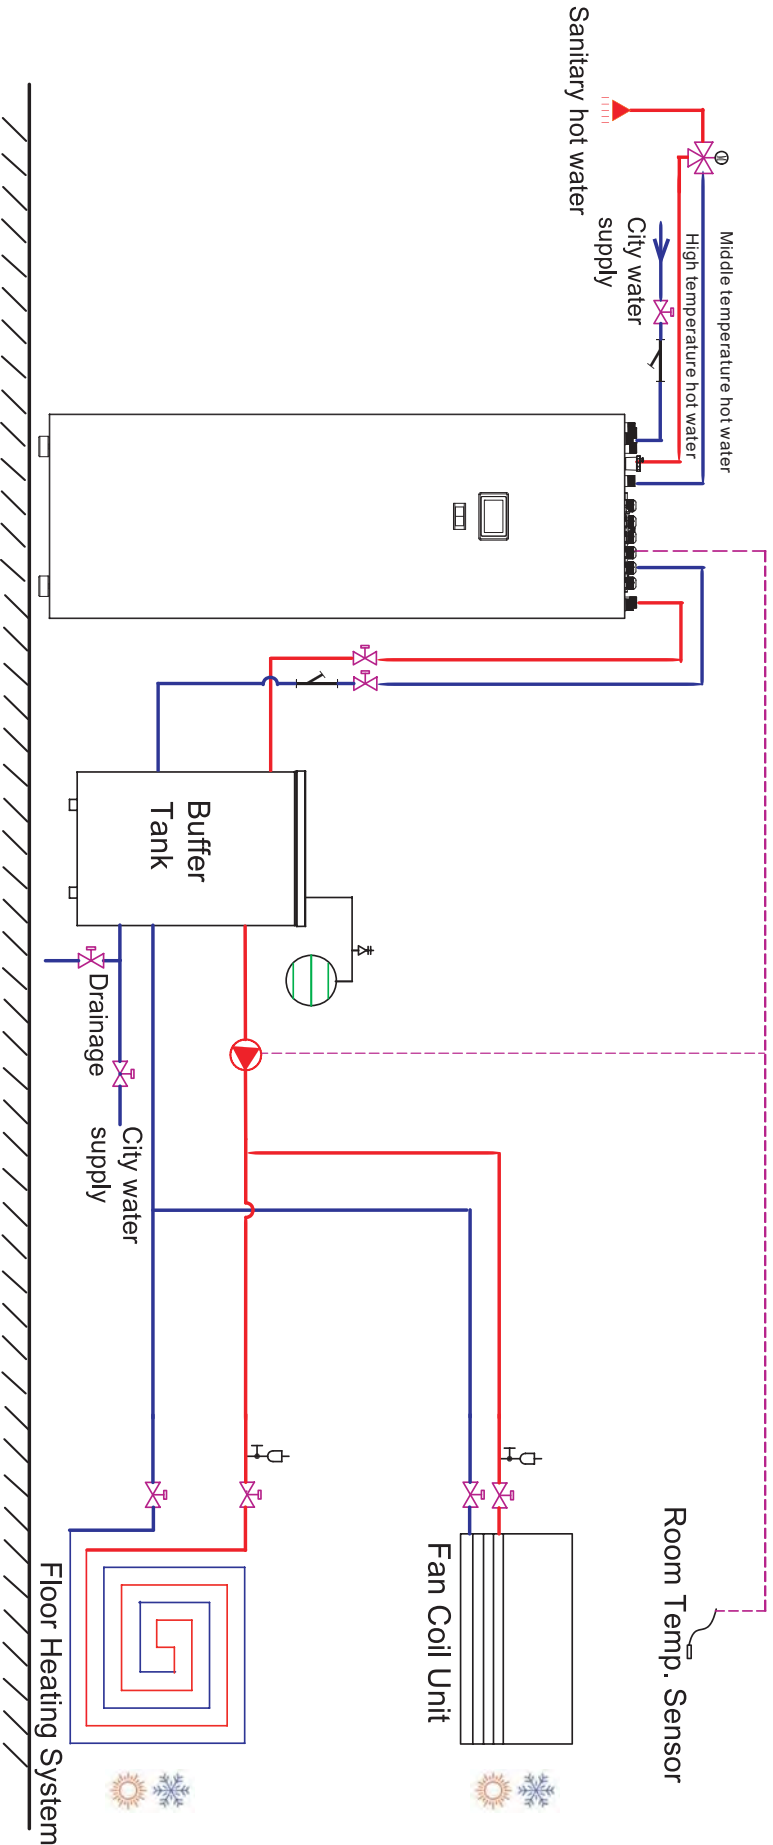 Sanitary hot water
Middle temperature hot water
High temperature hot water
City water
supply
Buffer
Tank
Drainage
City water
supply
Room Temp. Sensor
Fan Coil Unit
Floor Heating System
M